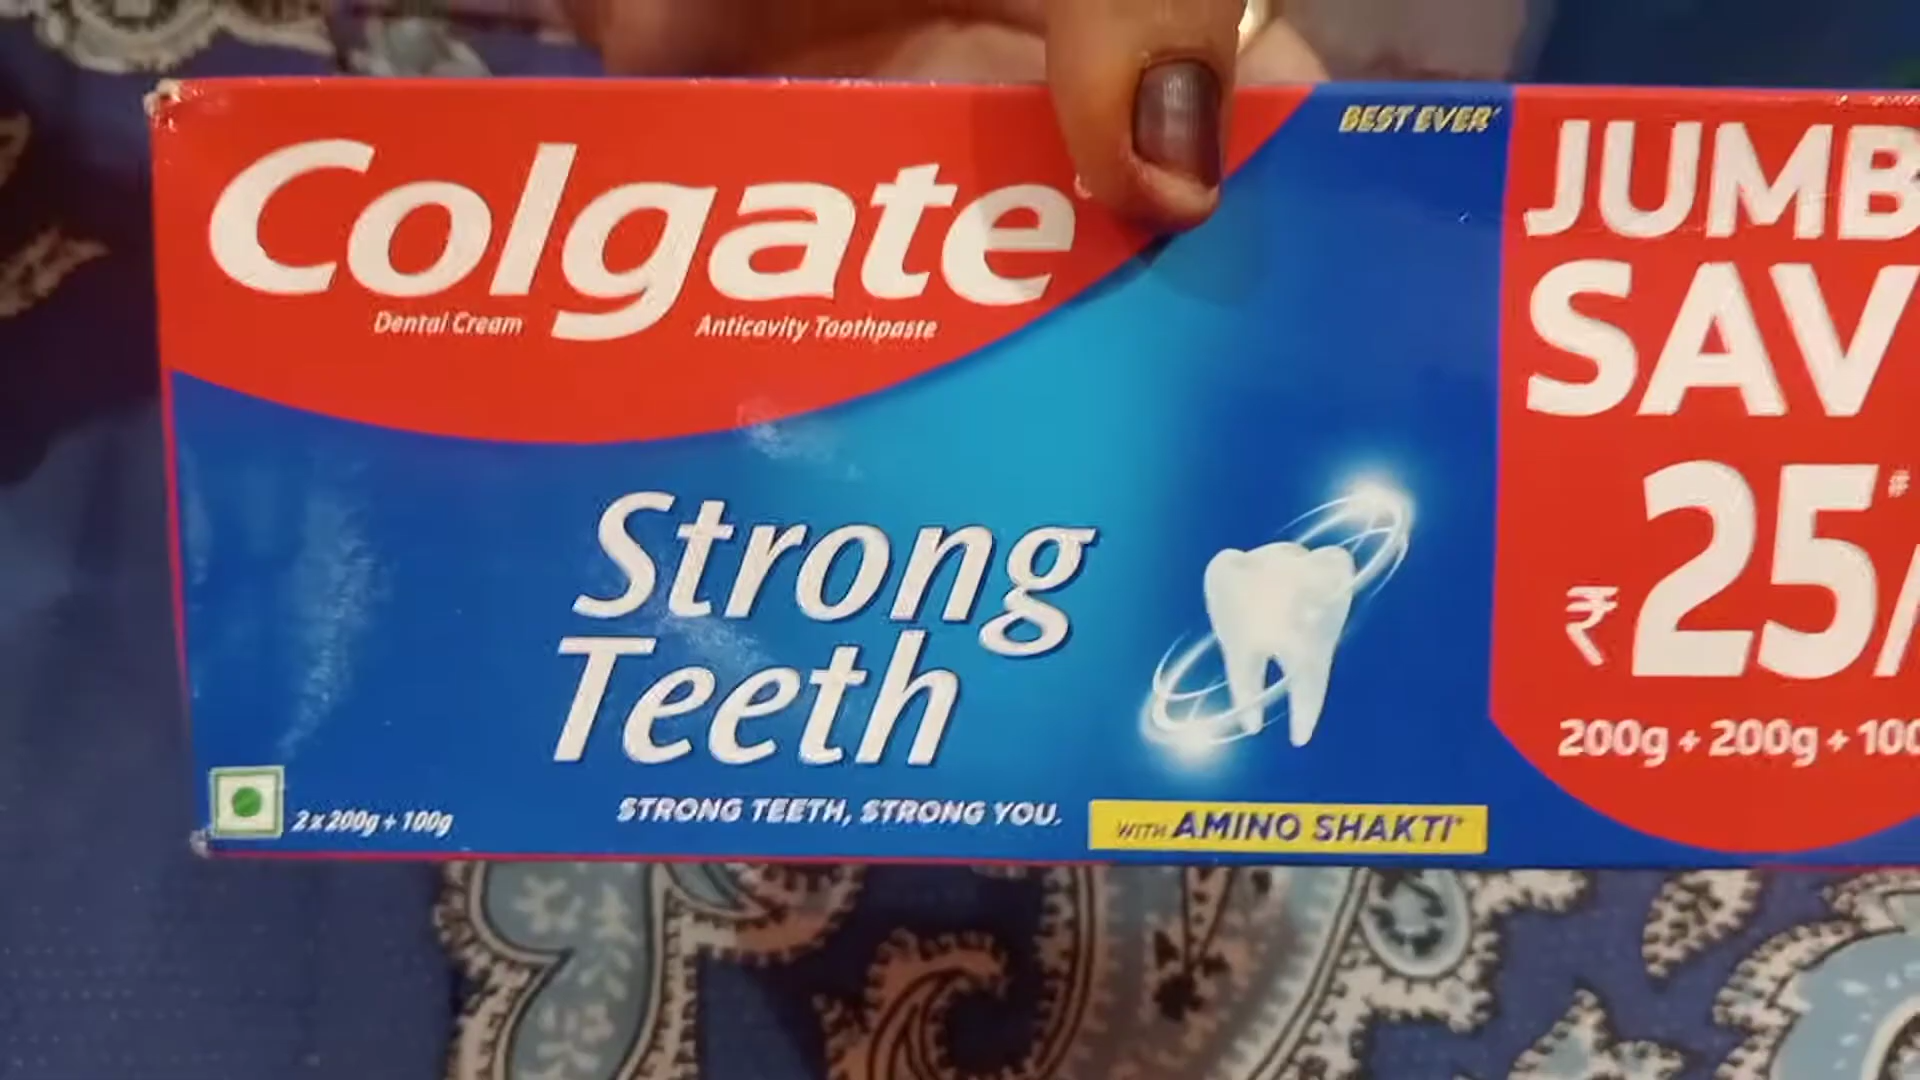 BEST EVER
Colgate
Dental Cream
Anticavity Toothpaste
Strong
Teeth
STRONG TEETH, STRONG YOU.
2x200g+100g
WITH AMINO SHAKTI*
JUMB
SAV
₹25/
#
200g+200g+100